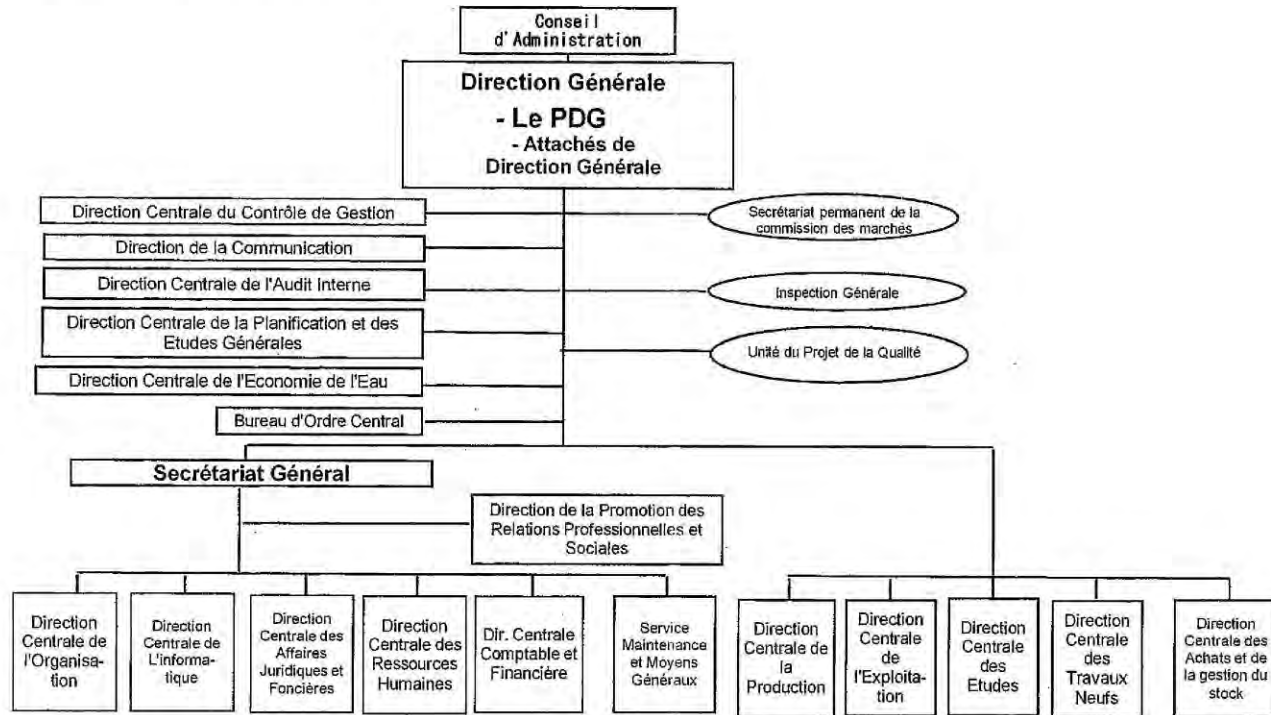 Conseil
d'Administration
Direction Générale
- Le PDG
- Attachés de
Direction Générale
Direction Centrale du Contrôle de Gestion
Secrétariat permanent de la
commission des marchés
Direction de la Communication
Direction Centrale de l'Audit Interne
Inspection Générale
Direction Centrale de la Planification et des
Etudes Générales
Unité du Projet de la Qualité
Direction Centrale de l'Economie de l'Eau
Bureau d'Ordre Central
Secrétariat Général
Direction de la Promotion des
Relations Professionnelles et
Sociales
Direction
Centrale de
l'Organisa-
tion
Direction
Centrale de
L'informa-
tique
Direction
Centrale des
Affaires
Juridiques et
Foncières
Direction
Centrale des
Ressources
Humaines
Dir. Centrale
Comptable et
Financière
Service
Maintenance
et Moyens
Généraux
Direction
Centrale de
la
Production
Direction
Centrale
de
l'Exploita-
tion
Direction
Centrale
des
Etudes
Direction
Centrale
des
Travaux
Neufs
Direction
Centrale des
Achats et de
la gestion du
stock